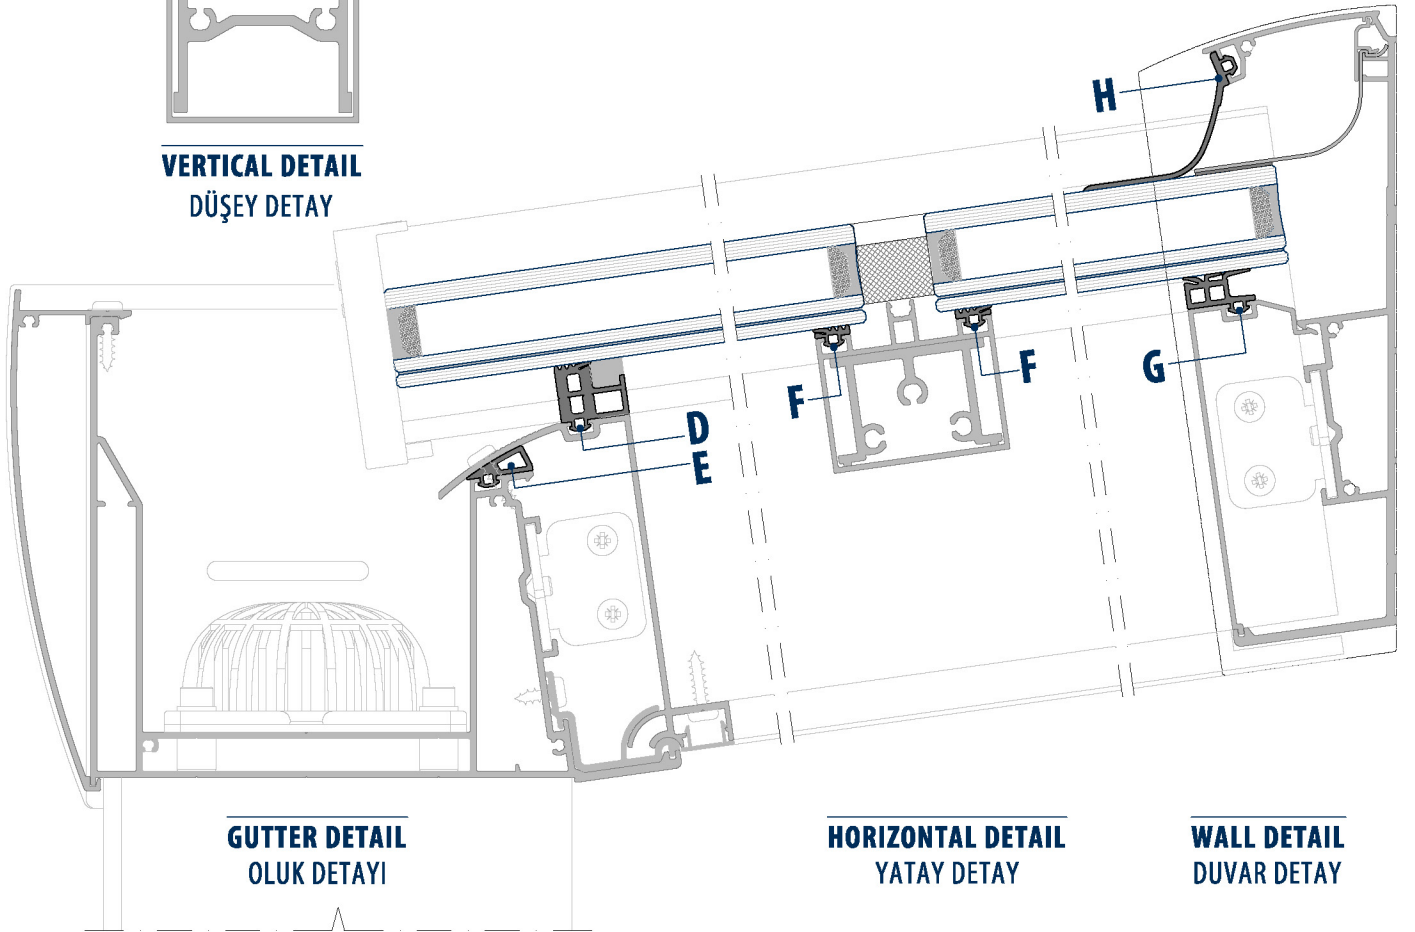 VERTICAL DETAIL
DÜŞEY DETAY
H
F
F
G
D
E
GUTTER DETAIL
OLUK DETAYI
HORIZONTAL DETAIL
YATAY DETAY
WALL DETAIL
DUVAR DETAY